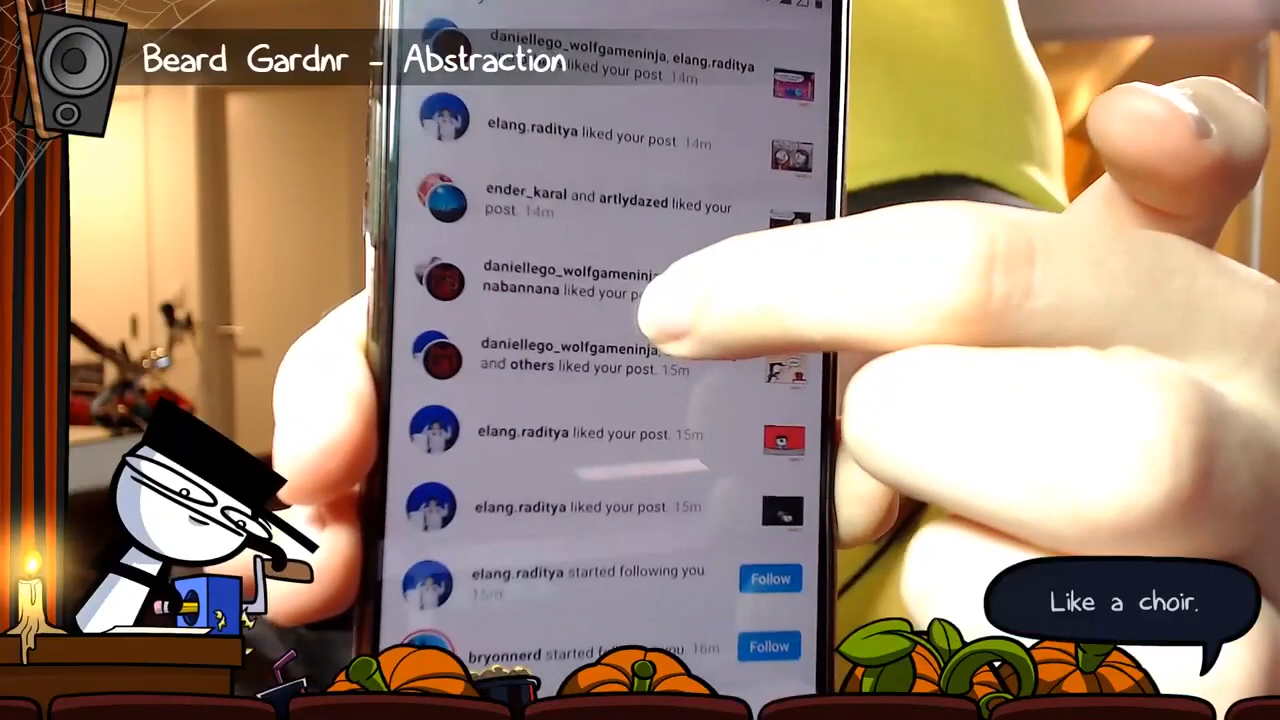 Beard Gardnr - Abstraction
daniellego_wolfgameninja, elang.raditya
liked your post. 14m
elang.raditya liked your post. 14m
ender_karal and artlydazed liked your
post. 14m
daniellego_wolfgameninja
nabannana liked your
daniellego_wolfgameninja,
and others liked your post. 15m
elang.raditya liked your post. 15m
elang.raditya liked your post. 15m
elang.raditya started following you.
15m
Follow
bryonnerd started you. 16m
Follow
Like a choir.